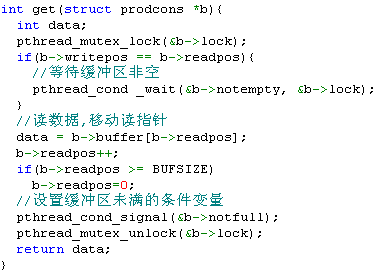 int get(struct prodcons *b){
  int data;
  pthread_mutex_lock(&b->lock);
  if(b->writepos == b->readpos){
    //等待缓冲区非空
    pthread_cond _wait(&b->notempty, &b->lock);
  }
  //读数据,移动读指针
  data = b->buffer[b->readpos];
  b->readpos++;
  if(b->readpos >= BUFSIZE)
    b->readpos=0;
  //设置缓冲区未满的条件变量
  pthread_cond_signal(&b->notfull);
  pthread_mutex_unlock(&b->lock);
  return data;
}